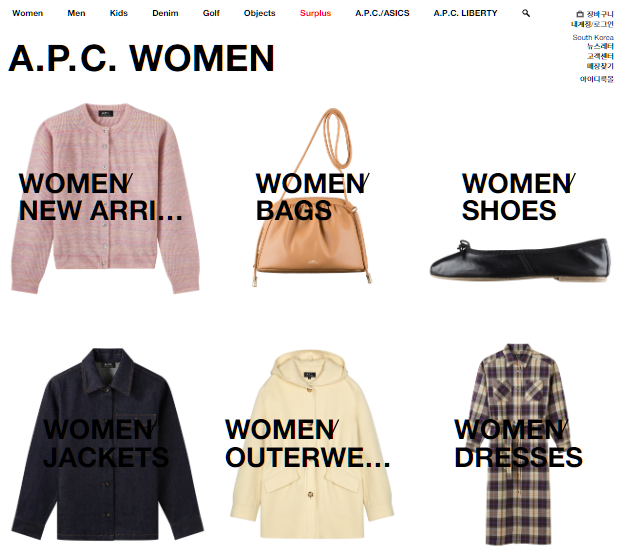 Women Men Kids Denim Golf Objects Surplus A.P.C./ASICS A.P.C. LIBERTY
장바구니
내계정/로그인
South Korea
뉴스레터
고객센터
매장찾기
아이디룩몰
A.P.C. WOMEN
WOMEN/
NEW ARRI...
WOMEN/
BAGS
WOMEN/
SHOES
WOMEN/
JACKETS
WOMEN/
OUTERWE...
WOMEN/
DRESSES